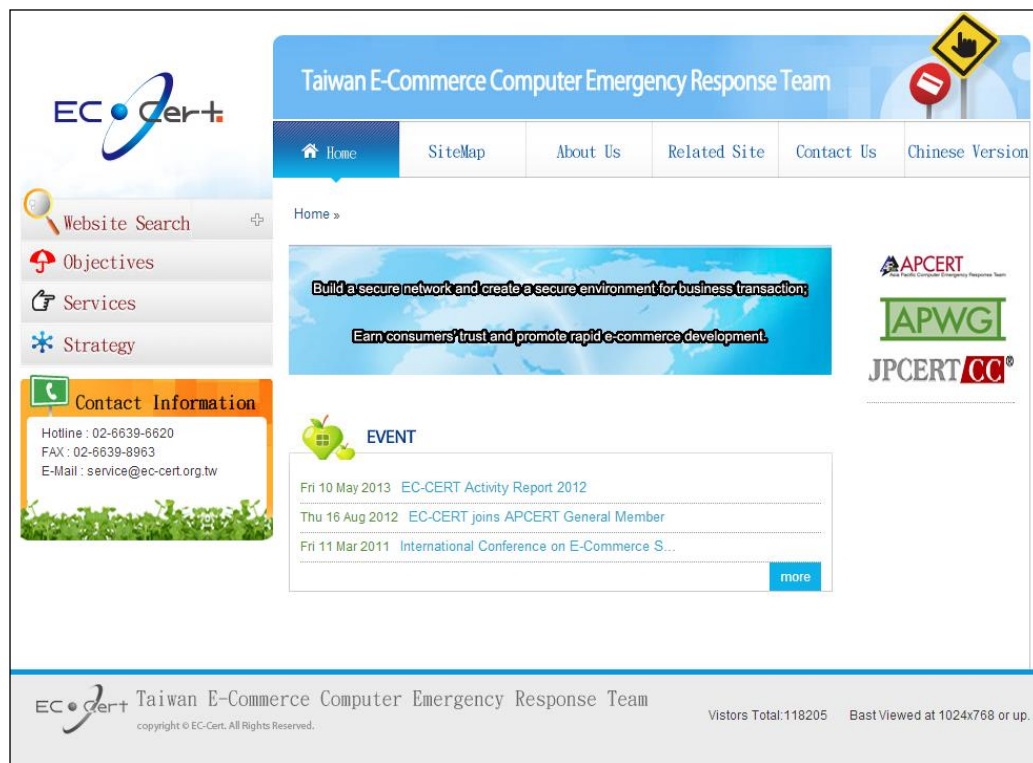 EC Cert
Taiwan E-Commerce Computer Emergency Response Team
Home
SiteMap
About Us
Related Site
Contact Us
Chinese Version
Website Search
Objectives
Services
Strategy
Contact Information
Hotline : 02-6639-6620
FAX : 02-6639-8963
E-Mail : service@ec-cert.org.tw
Home »
Build a secure network and create a secure environment for business transaction;
Earn consumers' trust and promote rapid e-commerce development.
EVENT
Fri 10 May 2013 EC-CERT Activity Report 2012
Thu 16 Aug 2012 EC-CERT joins APCERT General Member
Fri 11 Mar 2011 International Conference on E-Commerce S...
more
APCERT
Asia Pacific Computer Emergency Response Team
APWG
JPCERT CC®
EC Cert
Taiwan E-Commerce Computer Emergency Response Team
copyright © EC-Cert. All Rights Reserved.
Vistors Total:118205
Bast Viewed at 1024x768 or up.